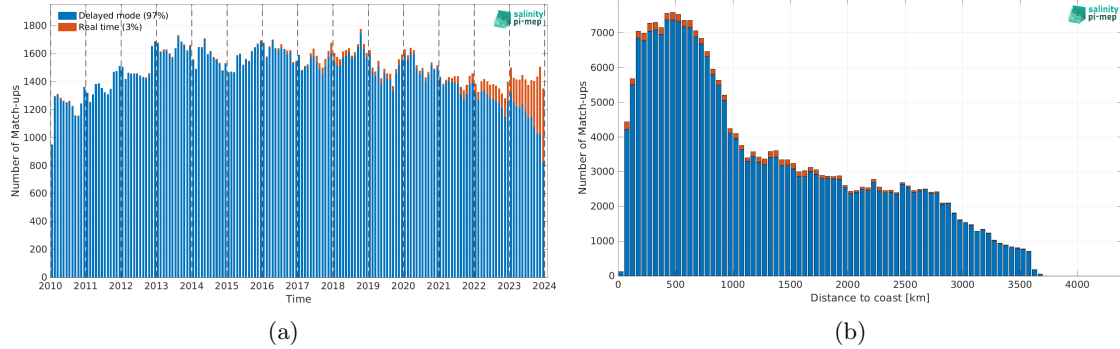 Delayed mode (97%)
Real time (3%)
salinity
pi-mep
Number of Match-ups
1800
1600
1400
1200
1000
800
600
400
200
0
2010 2011 2012 2013 2014 2015 2016 2017 2018 2019 2020 2021 2022 2023 2024
Time
(a)
salinity
pi-mep
Number of Match-ups
7000
6000
5000
4000
3000
2000
1000
0
0 500 1000 1500 2000 2500 3000 3500 4000
Distance to coast [km]
(b)